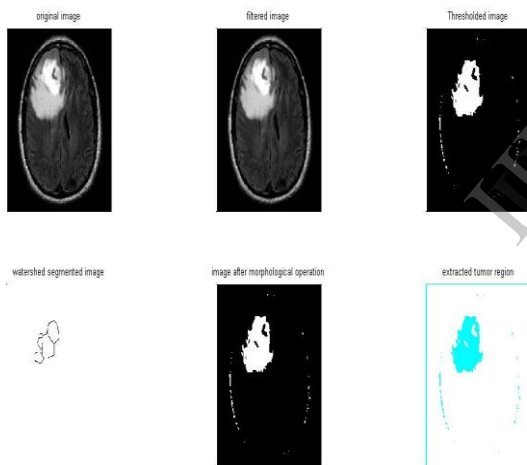 original image
filtered image
Thresholded image
watershed segmented image
image after morphological operation
extracted tumor region